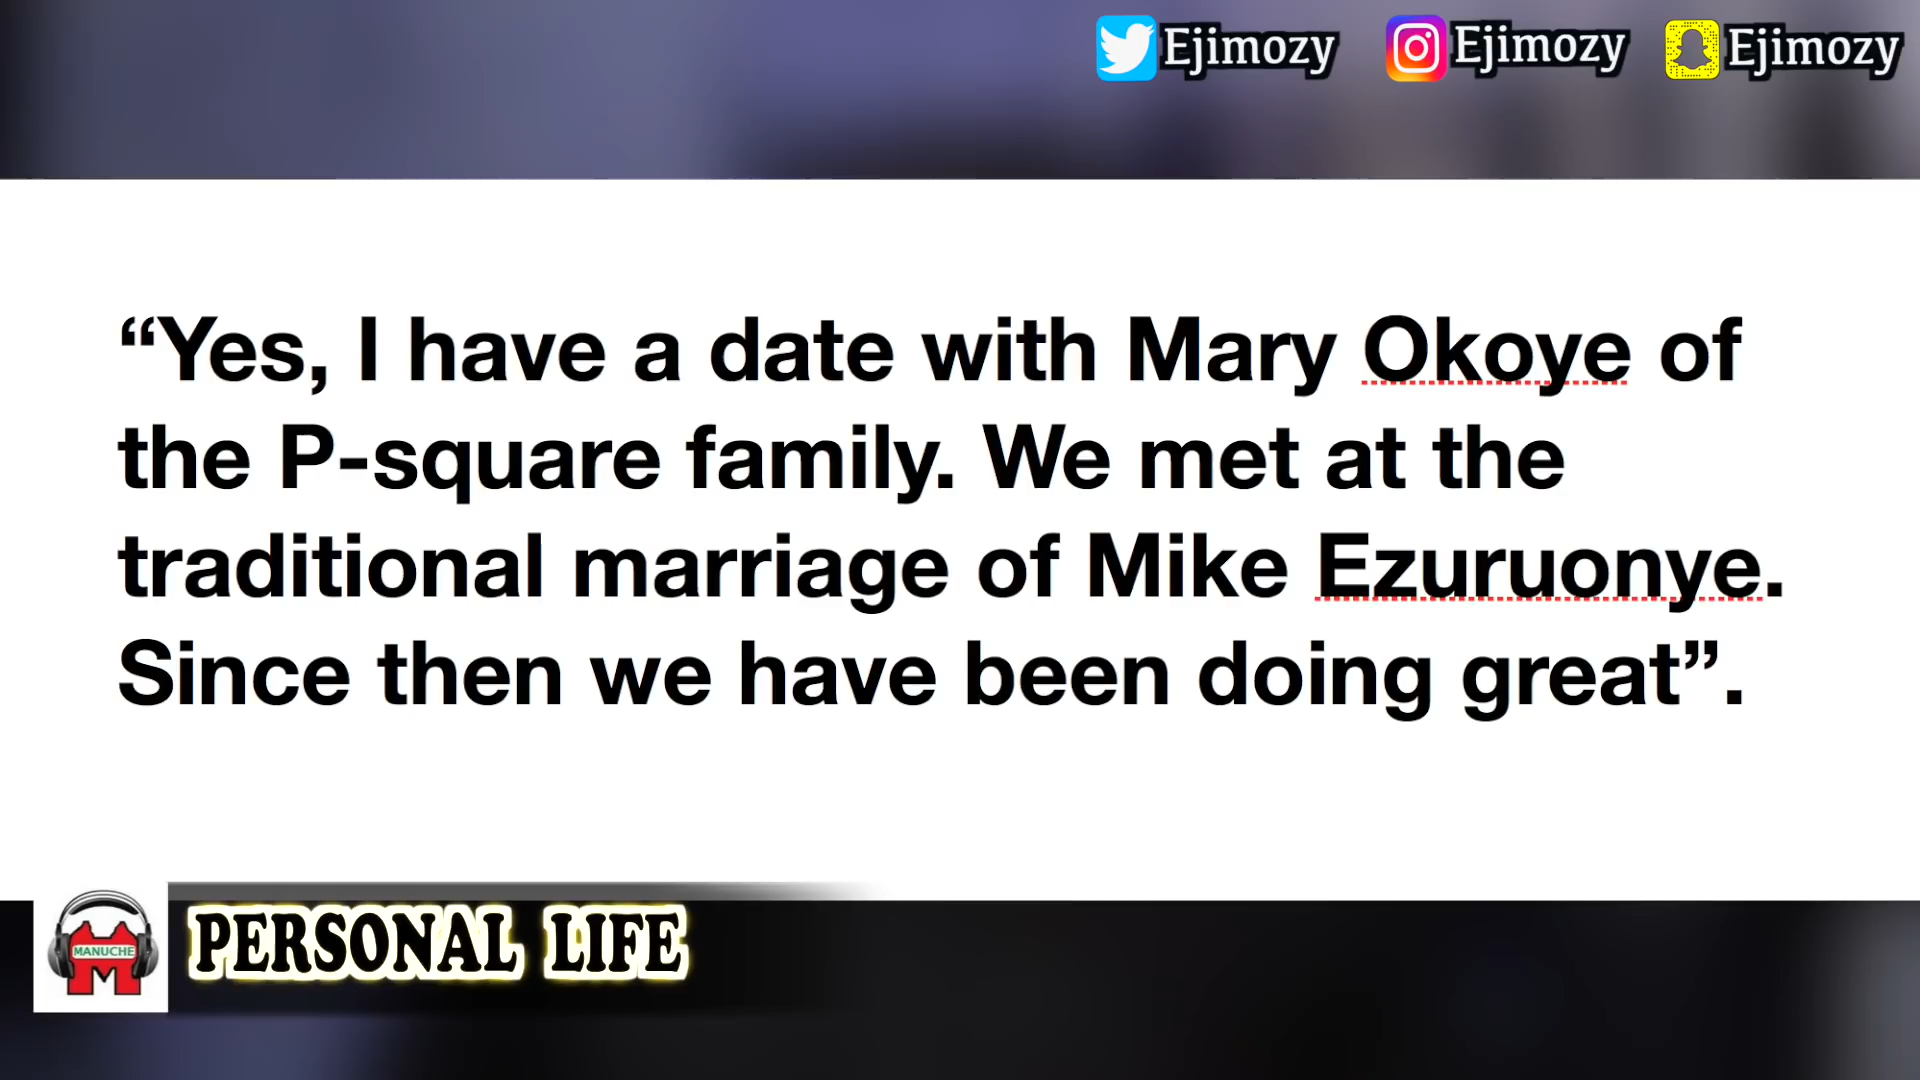 Ejimozy Ejimozy Ejimozy
“Yes, I have a date with Mary Okoye of
the P-square family. We met at the
traditional marriage of Mike Ezuruonye.
Since then we have been doing great”.
MANUCHE
PERSONAL LIFE